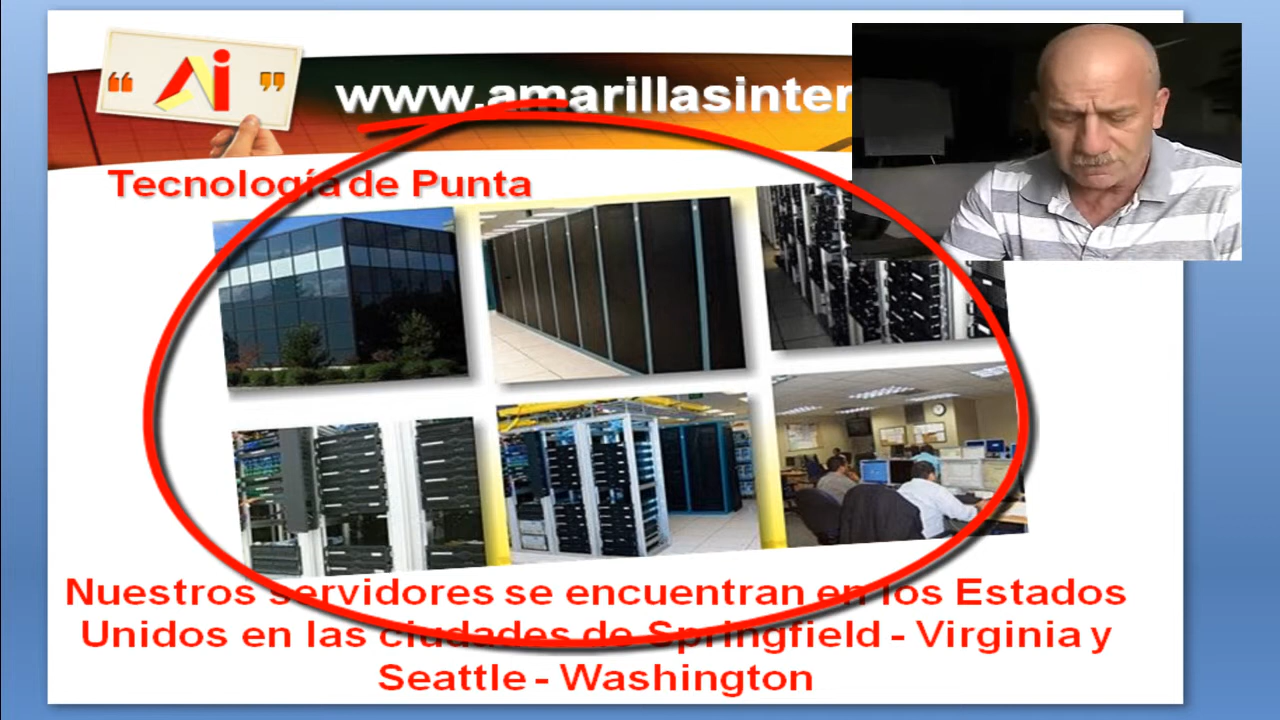 “ Ai ”
www.amarillasinter
Tecnología de Punta
Nuestros servidores se encuentran en los Estados
Unidos en las ciudades de Springfield - Virginia y
Seattle - Washington